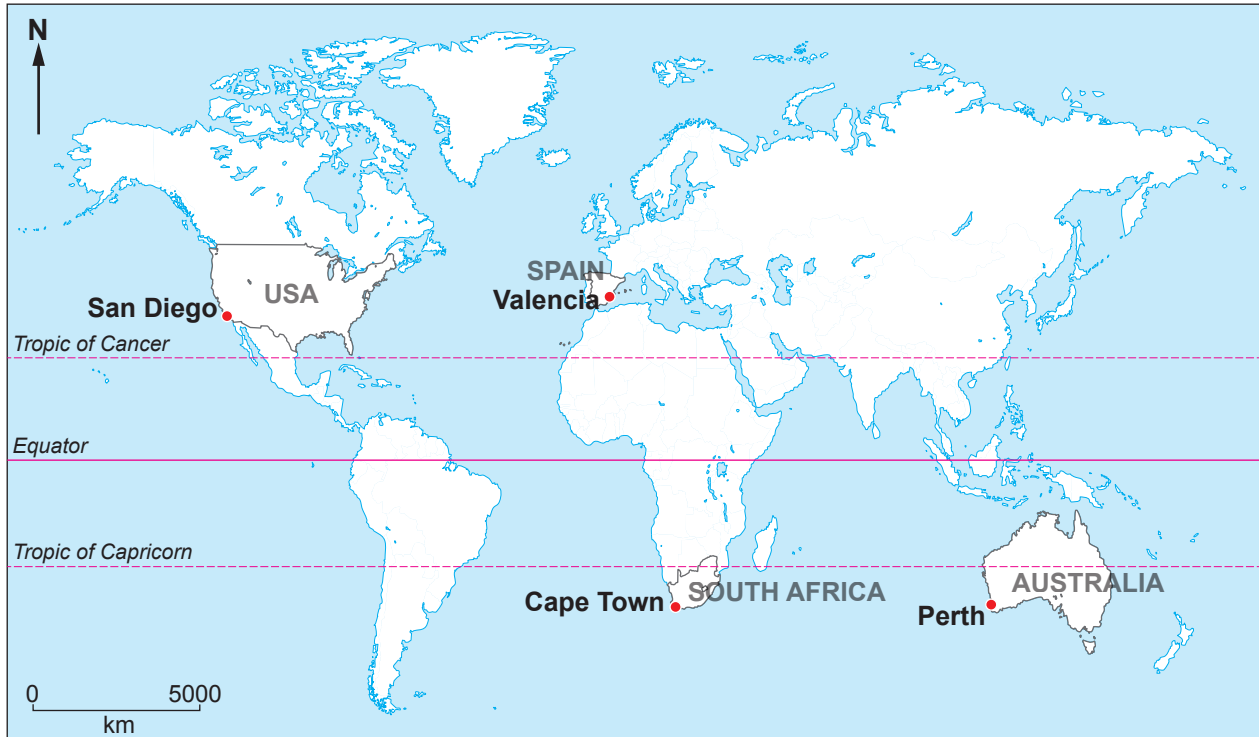 N
SPAIN
USA
Valencia
San Diego
Tropic of Cancer
Equator
Tropic of Capricorn
SOUTH AFRICA
AUSTRALIA
Cape Town
Perth
0 5000
km